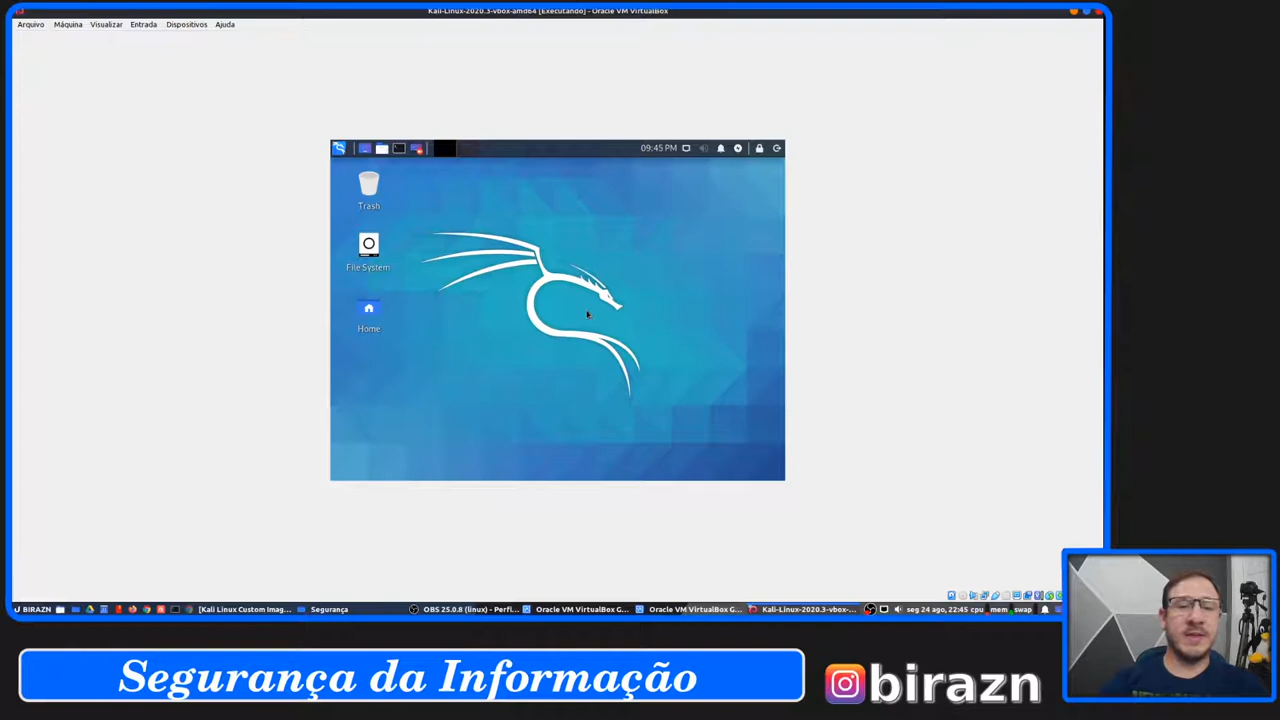 Kali-Linux-2020.3-vbox-amd64 [Executando] - Oracle VM VirtualBox
Arquivo Máquina Visualizar Entrada Dispositivos Ajuda
09:45 PM
Trash
File System
Home
BIRAZN [Kali Linux Custom Imag... Segurança OBS 25.0.8 (linux) - Perfi... Oracle VM VirtualBox G... Oracle VM VirtualBox G... Kali-Linux-2020.3-vbox-... seg 24 ago, 22:45 cpu mem swap
Segurança da Informação
birazn